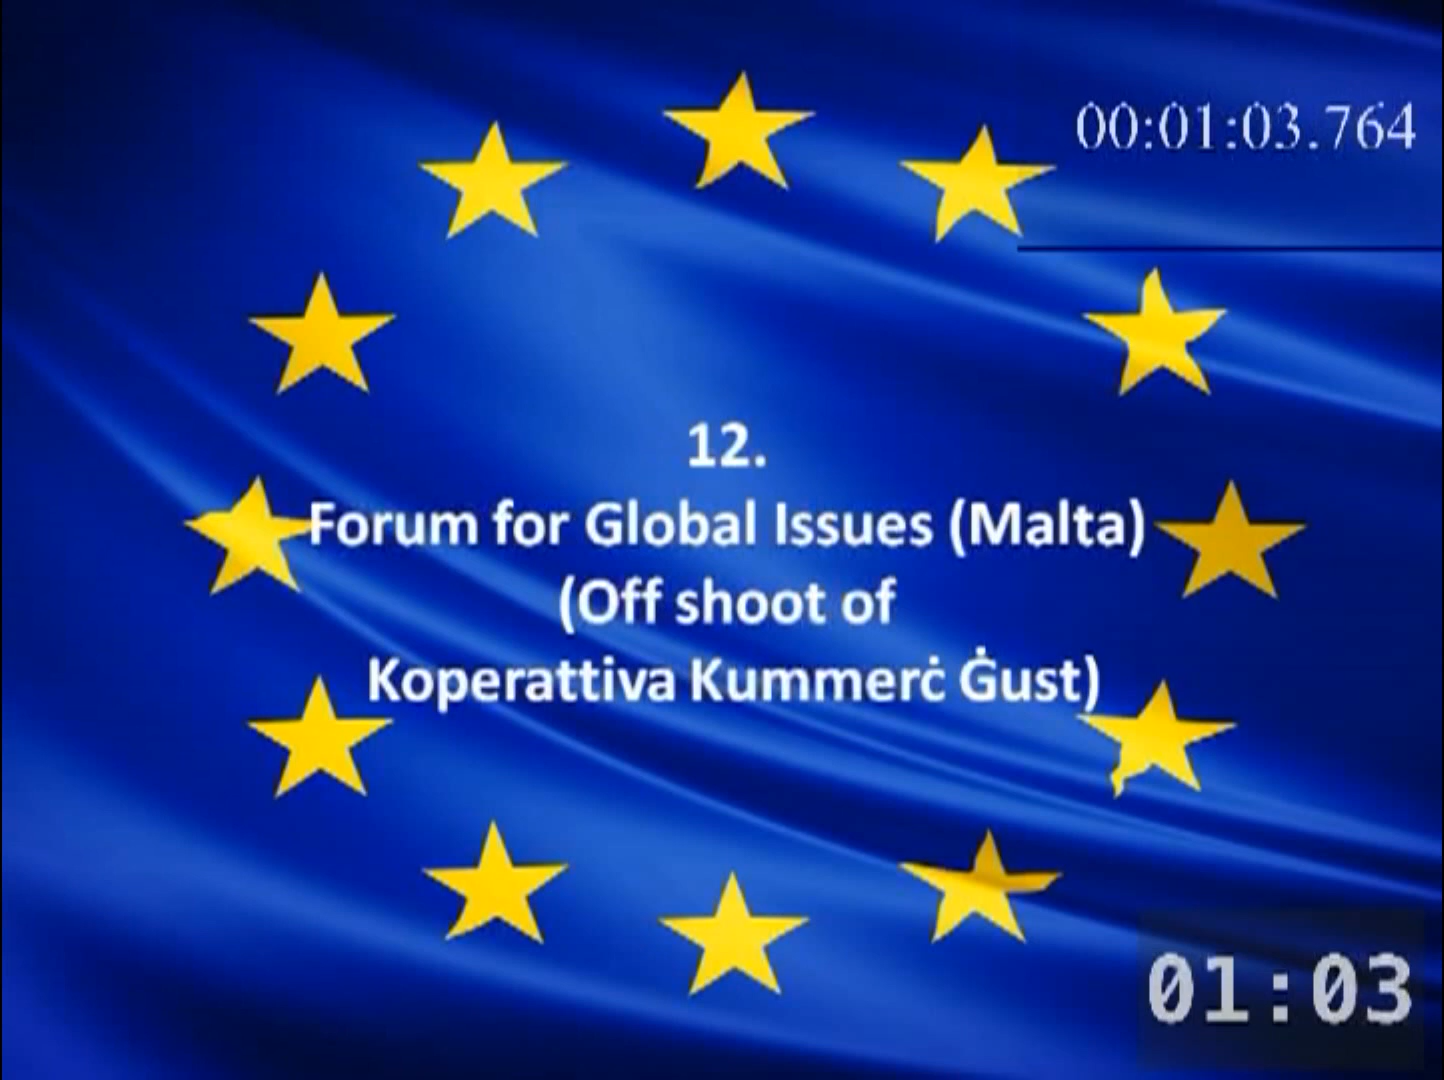 00:01:03.764
12.
Forum for Global Issues (Malta)
(Off shoot of
Koperattiva Kummerċ Ġust)
01:03